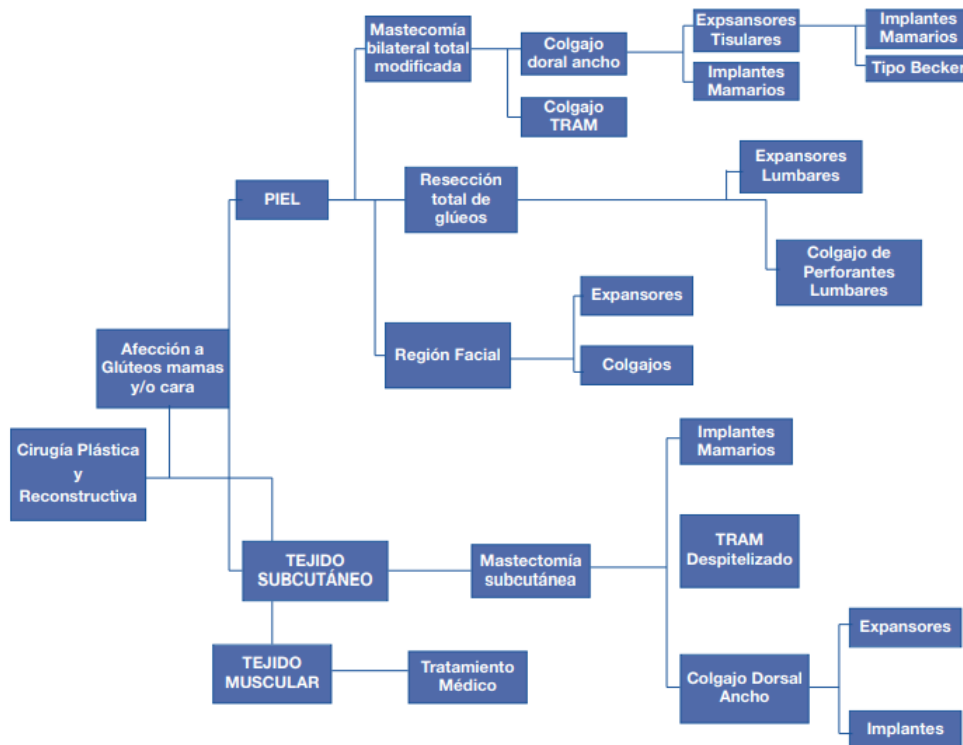 Mastecomía
bilateral total
modificada
Colgajo
doral ancho
Expsansores
Tisulares
Implantes
Mamarios
Tipo Becker
Implantes
Mamarios
Colgajo
TRAM
PIEL
Resección
total de
glúeos
Expansores
Lumbares
Colgajo de
Perforantes
Lumbares
Región Facial
Expansores
Colgajos
Afección a
Glúteos mamas
y/o cara
Cirugía Plástica
y
Reconstructiva
TEJIDO
SUBCUTÁNEO
Mastectomía
subcutánea
Implantes
Mamarios
TRAM
Despitelizado
Colgajo Dorsal
Ancho
Expansores
Implantes
TEJIDO
MUSCULAR
Tratamiento
Médico